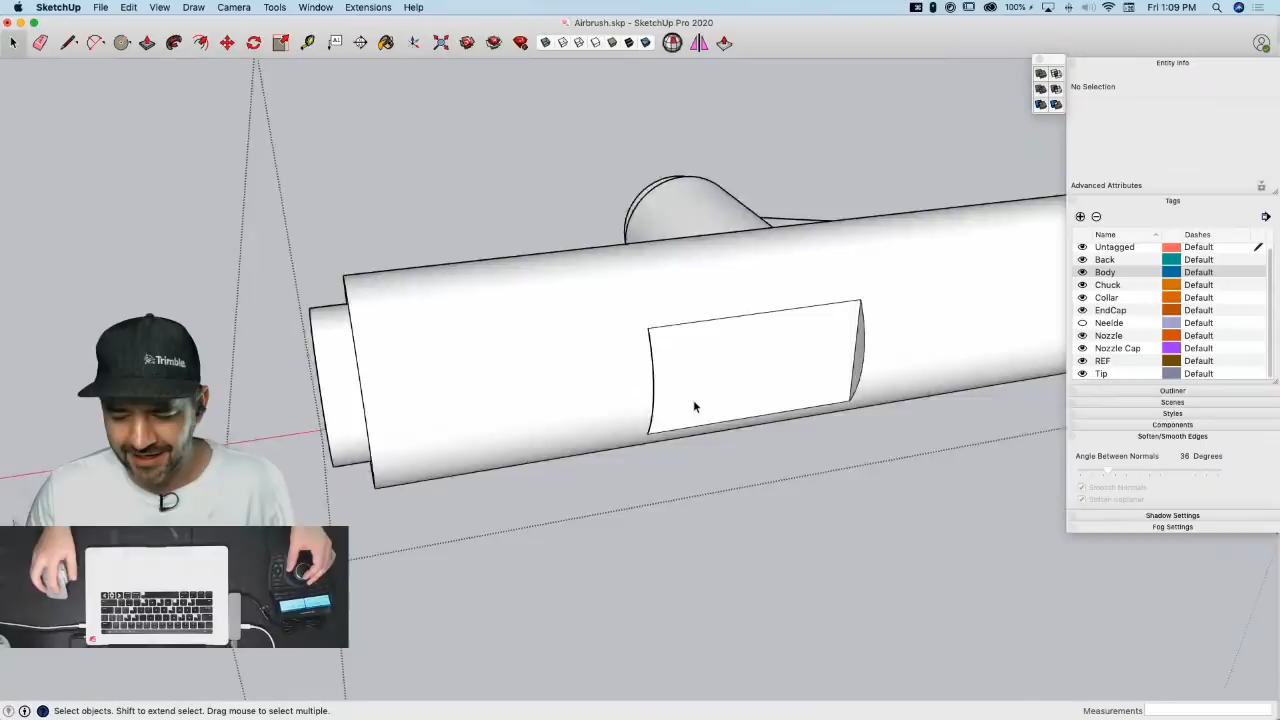 SketchUp File Edit View Draw Camera Tools Window Extensions Help 100% Fri 1:09 PM
Airbrush.skp - SketchUp Pro 2020
Entity Info
No Selection
Advanced Attributes
Tags
Name Dashes
Untagged Default
Back Default
Body Default
Chuck Default
Collar Default
EndCap Default
Neelde Default
Nozzle Default
Nozzle Cap Default
REF Default
Tip Default
Outliner
Scenes
Styles
Components
Soften/Smooth Edges
Angle Between Normals 36 Degrees
Smooth Normals
Soften coplanar
Shadow Settings
Fog Settings
Trimble.
Select objects. Shift to extend select. Drag mouse to select multiple. Measurements